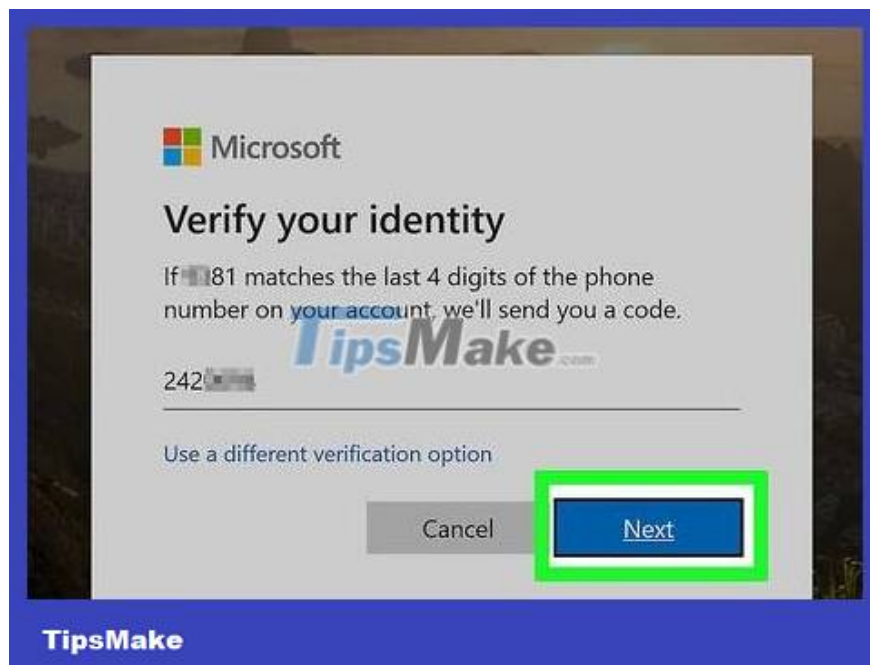 Microsoft
Verify your identity
If 81 matches the last 4 digits of the phone
number on your account, we'll send you a code.
TipsMake.com
242
Use a different verification option
Cancel
Next
TipsMake